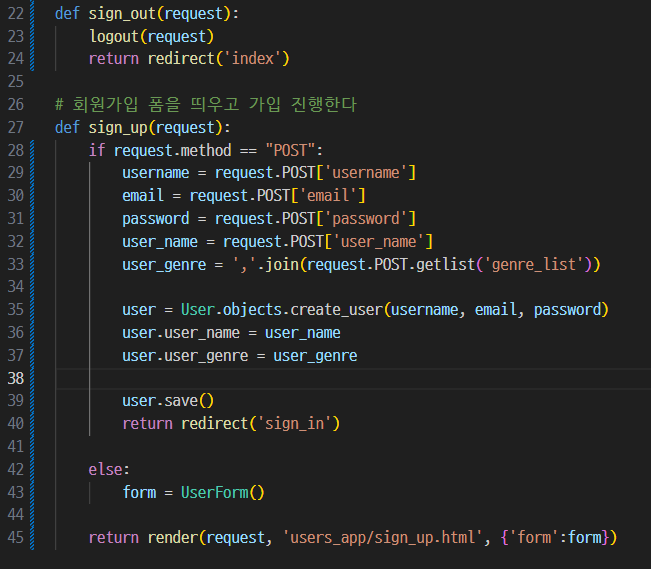 22 def sign_out(request):
23     logout(request)
24     return redirect('index')
25
26 # 회원가입 폼을 띄우고 가입 진행한다
27 def sign_up(request):
28     if request.method == "POST":
29         username = request.POST['username']
30         email = request.POST['email']
31         password = request.POST['password']
32         user_name = request.POST['user_name']
33         user_genre = ','.join(request.POST.getlist('genre_list'))
34
35         user = User.objects.create_user(username, email, password)
36         user.user_name = user_name
37         user.user_genre = user_genre
38
39         user.save()
40         return redirect('sign_in')
41
42     else:
43         form = UserForm()
44
45     return render(request, 'users_app/sign_up.html', {'form':form})